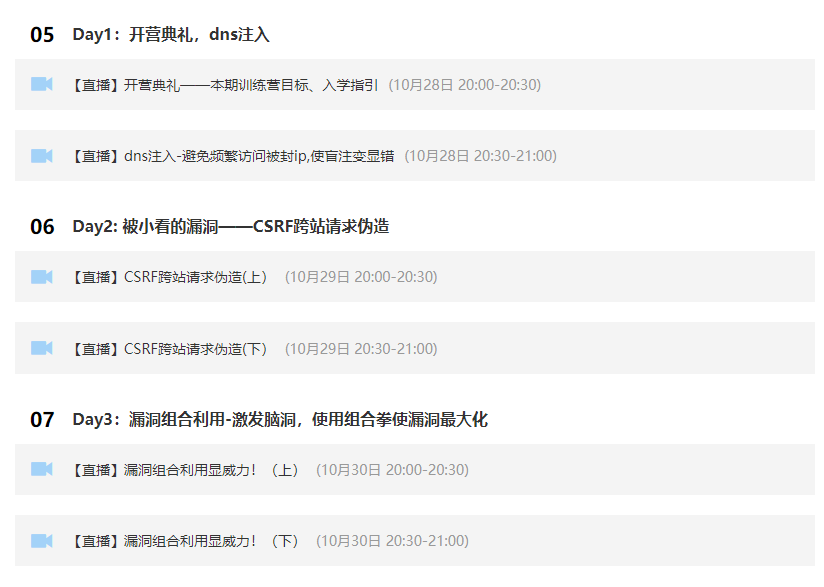 05 Day1：开营典礼，dns注入
【直播】开营典礼——本期训练营目标、入学指引 (10月28日 20:00-20:30)
【直播】dns注入-避免频繁访问被封ip,使盲注变显错 (10月28日 20:30-21:00)
06 Day2: 被小看的漏洞——CSRF跨站请求伪造
【直播】CSRF跨站请求伪造(上) (10月29日 20:00-20:30)
【直播】CSRF跨站请求伪造(下) (10月29日 20:30-21:00)
07 Day3：漏洞组合利用-激发脑洞，使用组合拳使漏洞最大化
【直播】漏洞组合利用显威力！（上） (10月30日 20:00-20:30)
【直播】漏洞组合利用显威力！（下） (10月30日 20:30-21:00)